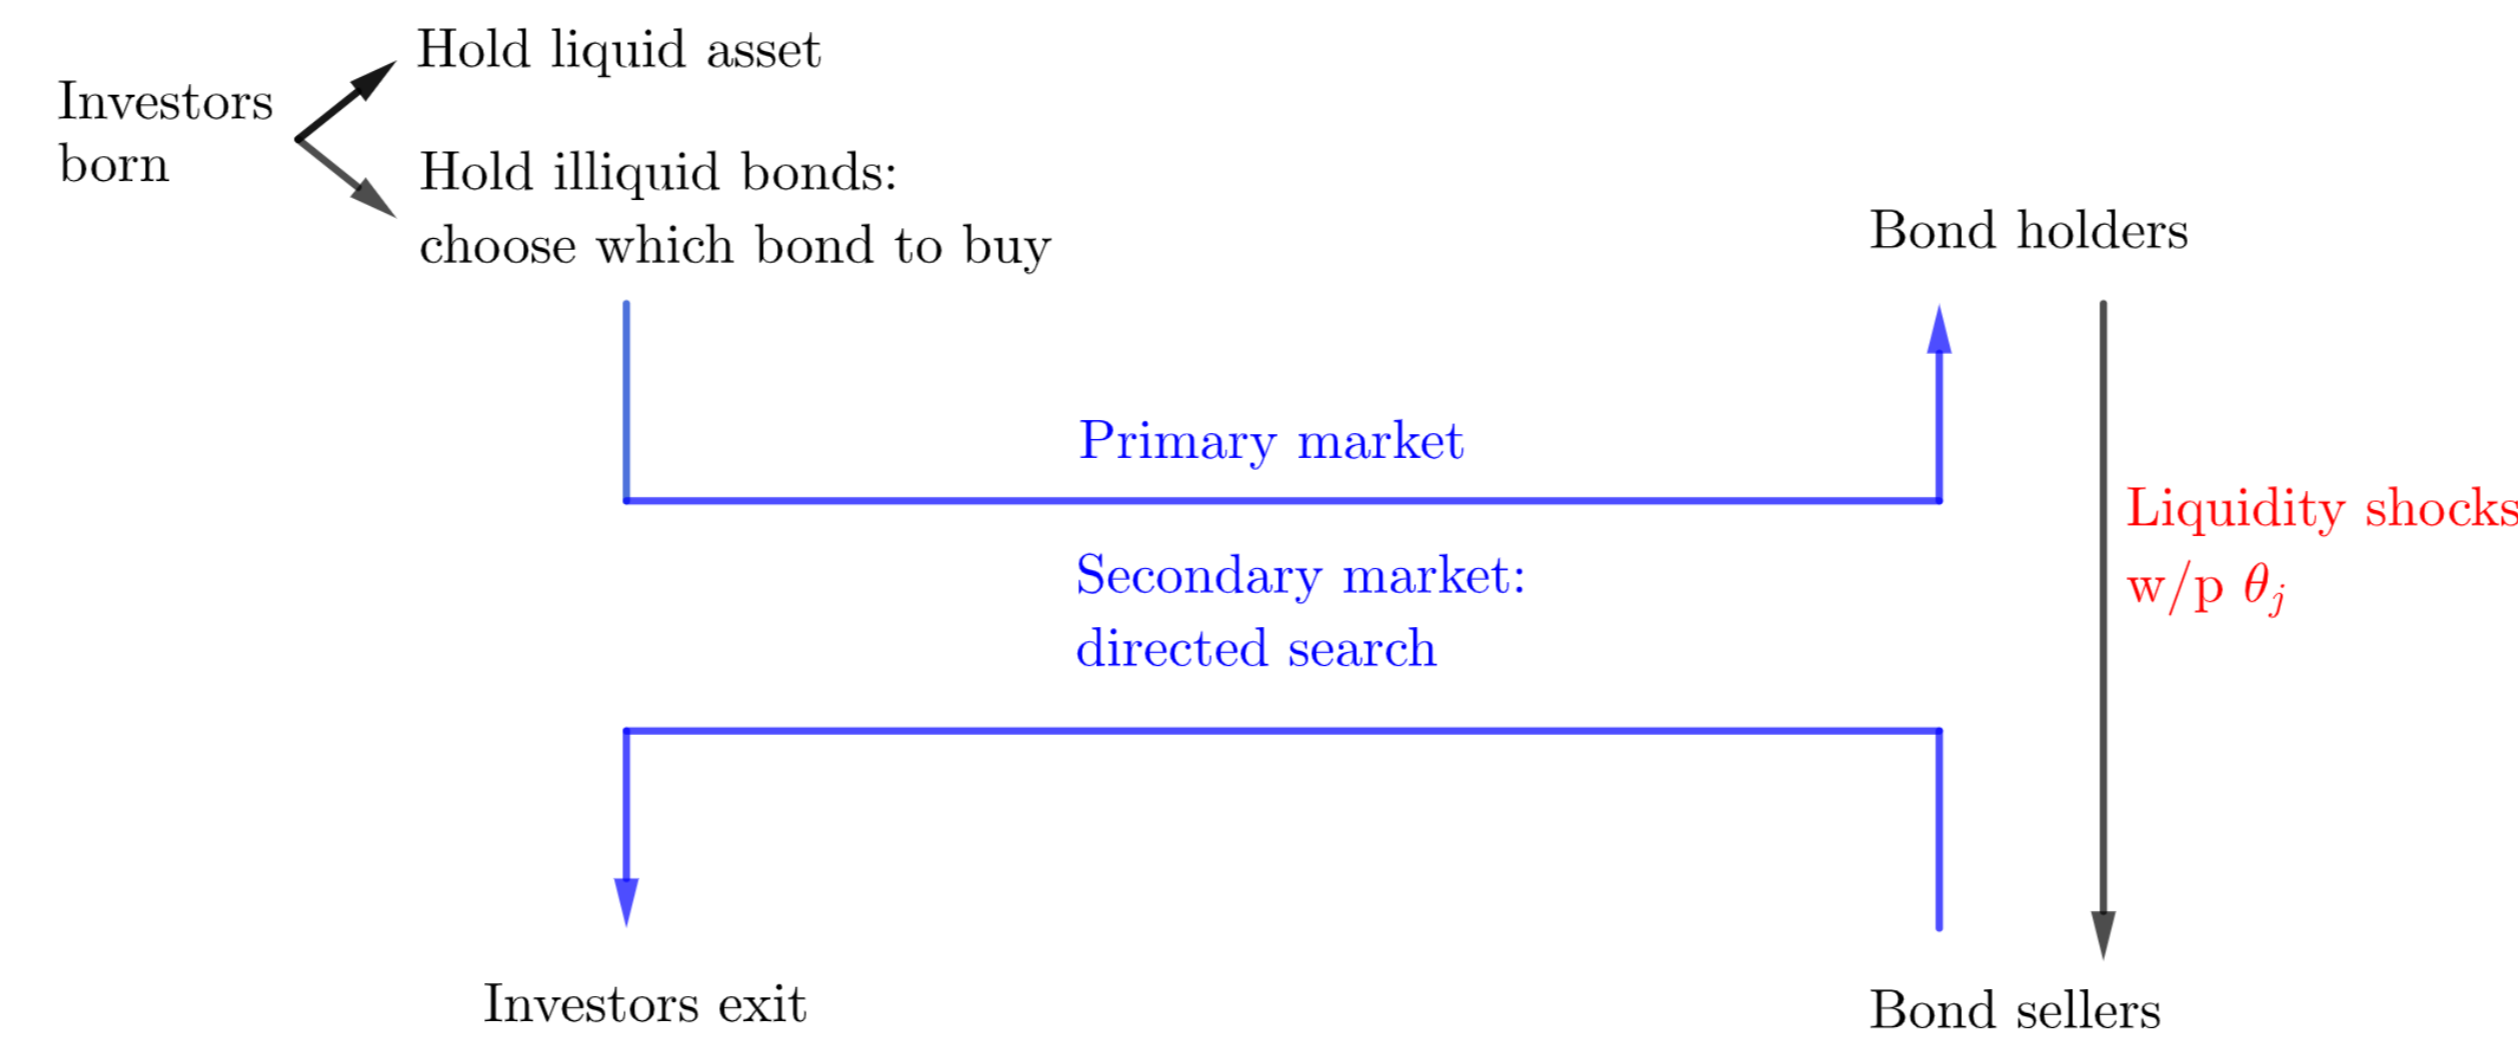 Hold liquid asset
Investors
born
Hold illiquid bonds:
choose which bond to buy
Bond holders
Primary market
Liquidity shocks
w/p θ_j
Secondary market:
directed search
Investors exit
Bond sellers